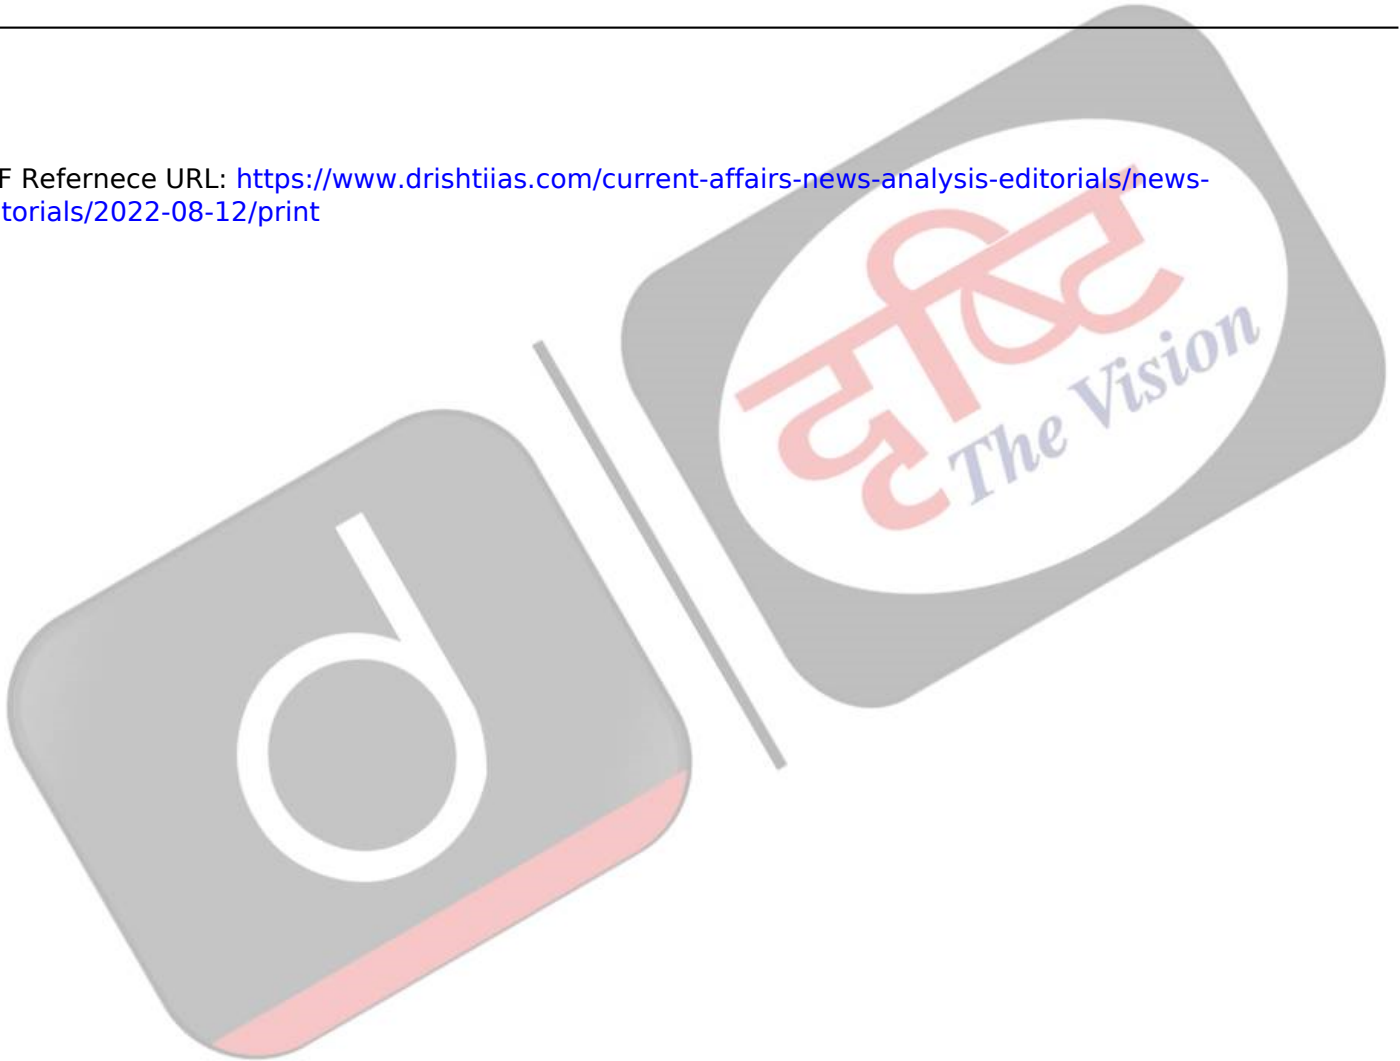 F Refernece URL: https://www.drishtiias.com/current-affairs-news-analysis-editorials/news-
torials/2022-08-12/print
दृष्टि
The Vision
d